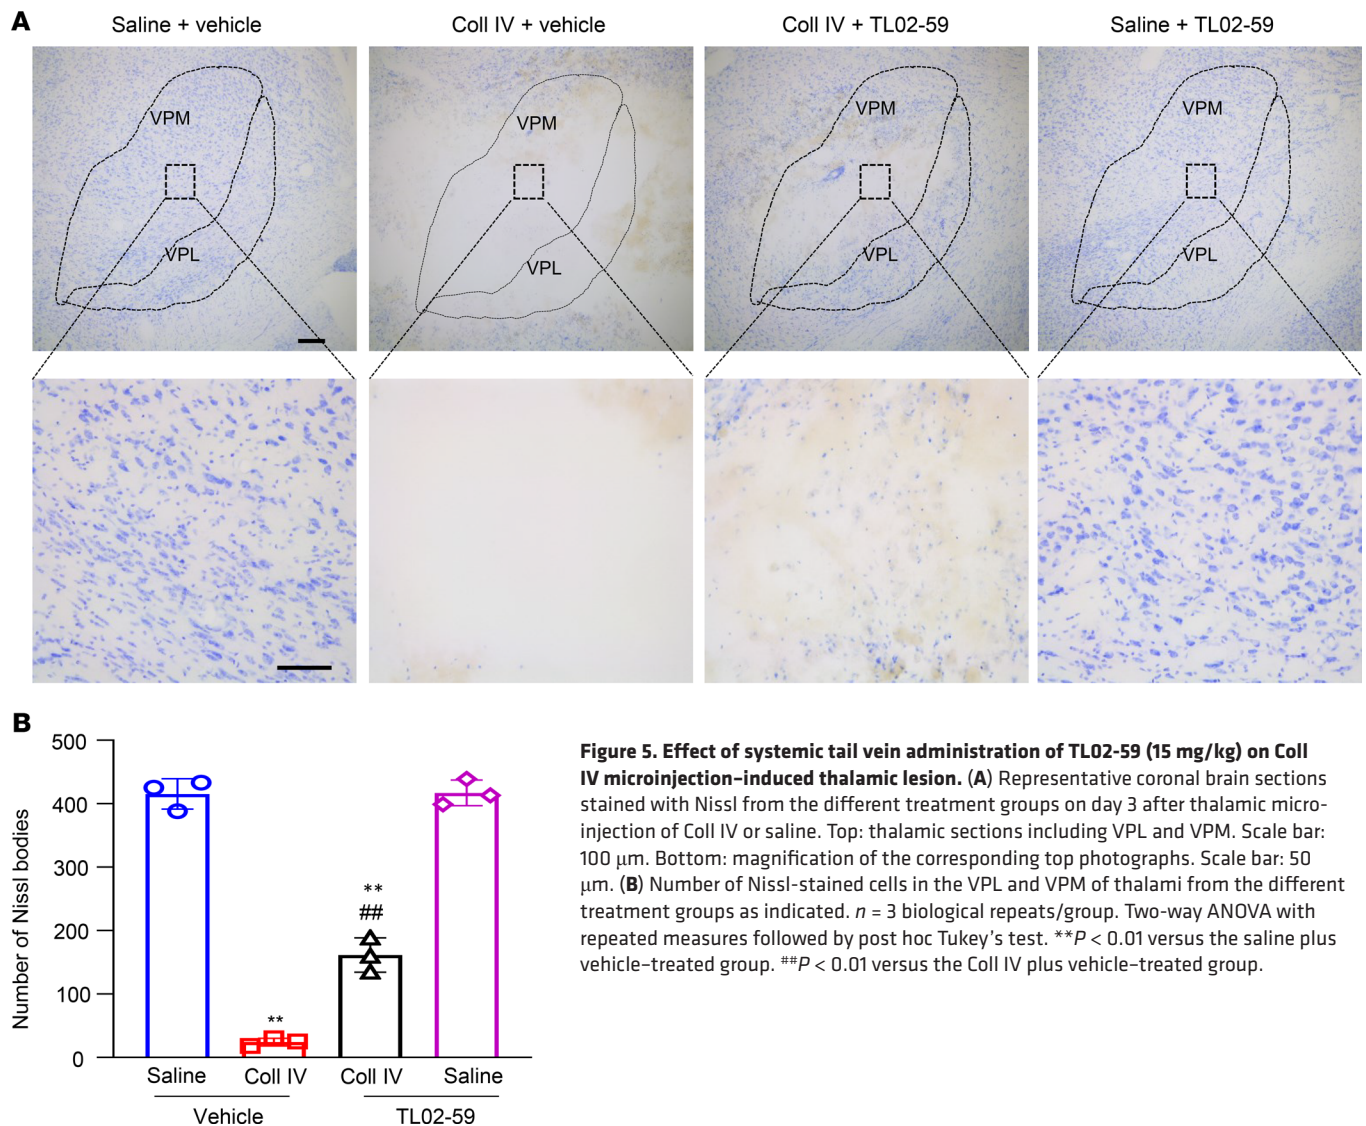 A
Saline + vehicle
Coll IV + vehicle
Coll IV + TL02-59
Saline + TL02-59
VPM
VPM
VPM
VPM
VPL
VPL
VPL
VPL
B
500
400
300
200
100
0
Number of Nissl bodies
**
**
##
Saline
Coll IV
Coll IV
Saline
Vehicle
TL02-59
Figure 5. Effect of systemic tail vein administration of TL02-59 (15 mg/kg) on Coll
IV microinjection–induced thalamic lesion. (A) Representative coronal brain sections
stained with Nissl from the different treatment groups on day 3 after thalamic micro-
injection of Coll IV or saline. Top: thalamic sections including VPL and VPM. Scale bar:
100 μm. Bottom: magnification of the corresponding top photographs. Scale bar: 50
μm. (B) Number of Nissl-stained cells in the VPL and VPM of thalami from the different
treatment groups as indicated. n = 3 biological repeats/group. Two-way ANOVA with
repeated measures followed by post hoc Tukey’s test. **P < 0.01 versus the saline plus
vehicle–treated group. ##P < 0.01 versus the Coll IV plus vehicle–treated group.